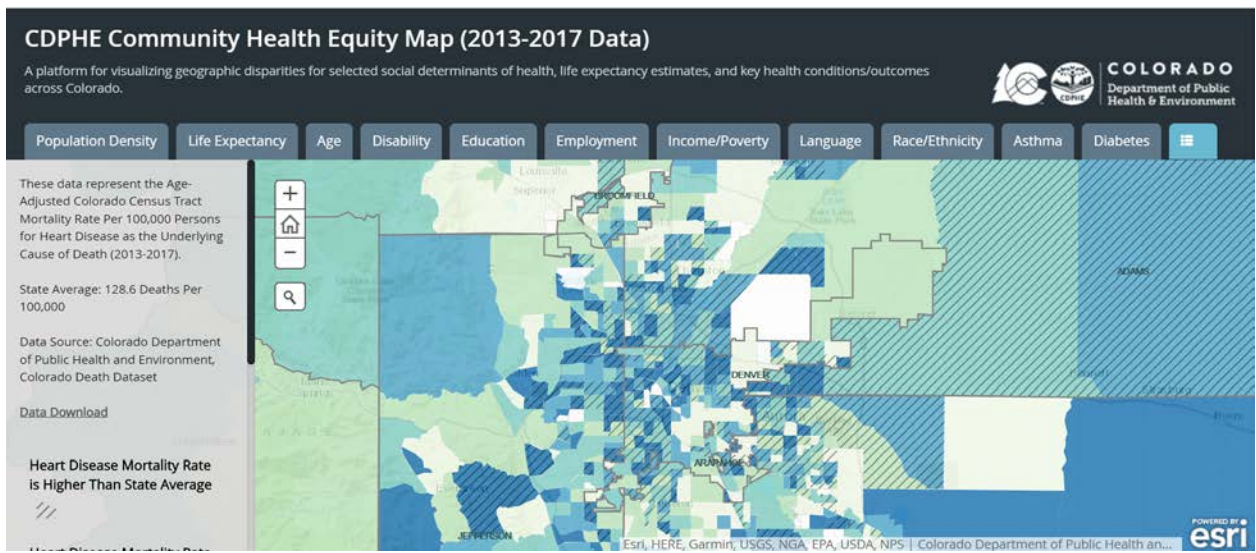 CDPHE Community Health Equity Map (2013-2017 Data)
A platform for visualizing geographic disparities for selected social determinants of health, life expectancy estimates, and key health conditions/outcomes
across Colorado.
CDPHE
COLORADO
Department of Public
Health & Environment
Population Density
Life Expectancy
Age
Disability
Education
Employment
Income/Poverty
Language
Race/Ethnicity
Asthma
Diabetes
These data represent the Age-
Adjusted Colorado Census Tract
Mortality Rate Per 100,000 Persons
for Heart Disease as the Underlying
Cause of Death (2013-2017).
State Average: 128.6 Deaths Per
100,000
Data Source: Colorado Department
of Public Health and Environment,
Colorado Death Dataset
Data Download
Heart Disease Mortality Rate
is Higher Than State Average
Heart Disease Mortality Rate
+
−
Louisville
Superior
BROOMFIELD
ADAMS
DENVER
ARAPAHOE
JEFFERSON
Esri, HERE, Garmin, USGS, NGA, EPA, USDA, NPS | Colorado Department of Public Health an...
POWERED BY
esri